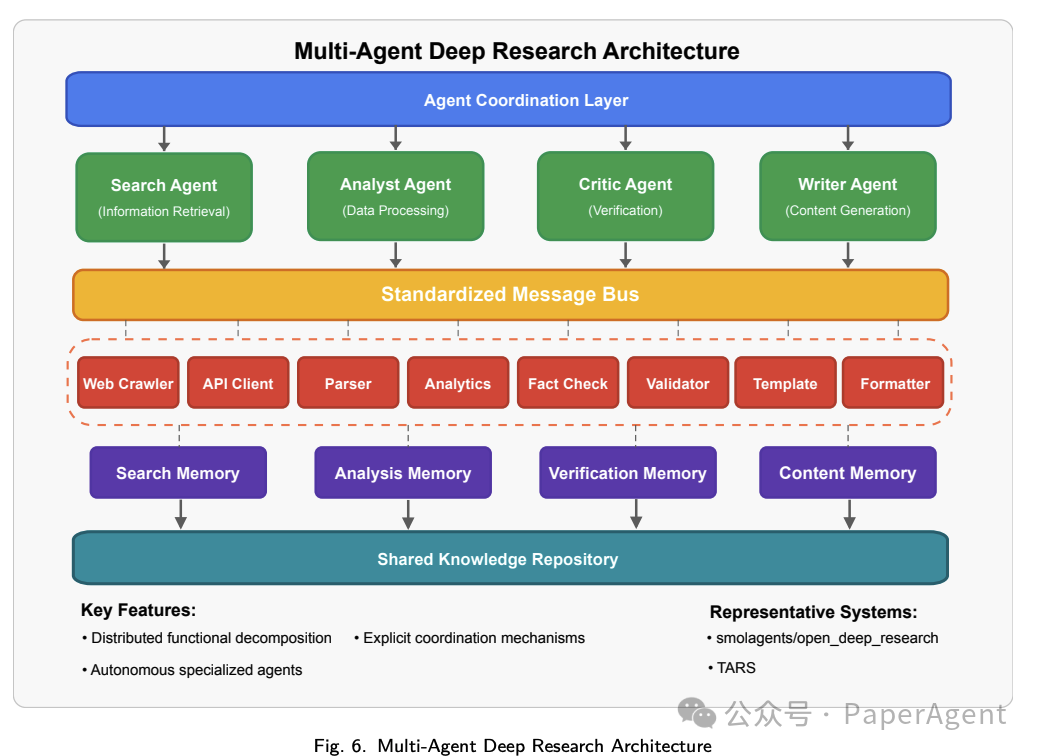 Multi-Agent Deep Research Architecture
Agent Coordination Layer
Search Agent
(Information Retrieval)
Analyst Agent
(Data Processing)
Critic Agent
(Verification)
Writer Agent
(Content Generation)
Standardized Message Bus
Web Crawler
API Client
Parser
Analytics
Fact Check
Validator
Template
Formatter
Search Memory
Analysis Memory
Verification Memory
Content Memory
Shared Knowledge Repository
Key Features:
• Distributed functional decomposition
• Explicit coordination mechanisms
• Autonomous specialized agents
Representative Systems:
• smolagents/open_deep_research
• TARS
公众号 · PaperAgent
Fig. 6. Multi-Agent Deep Research Architecture